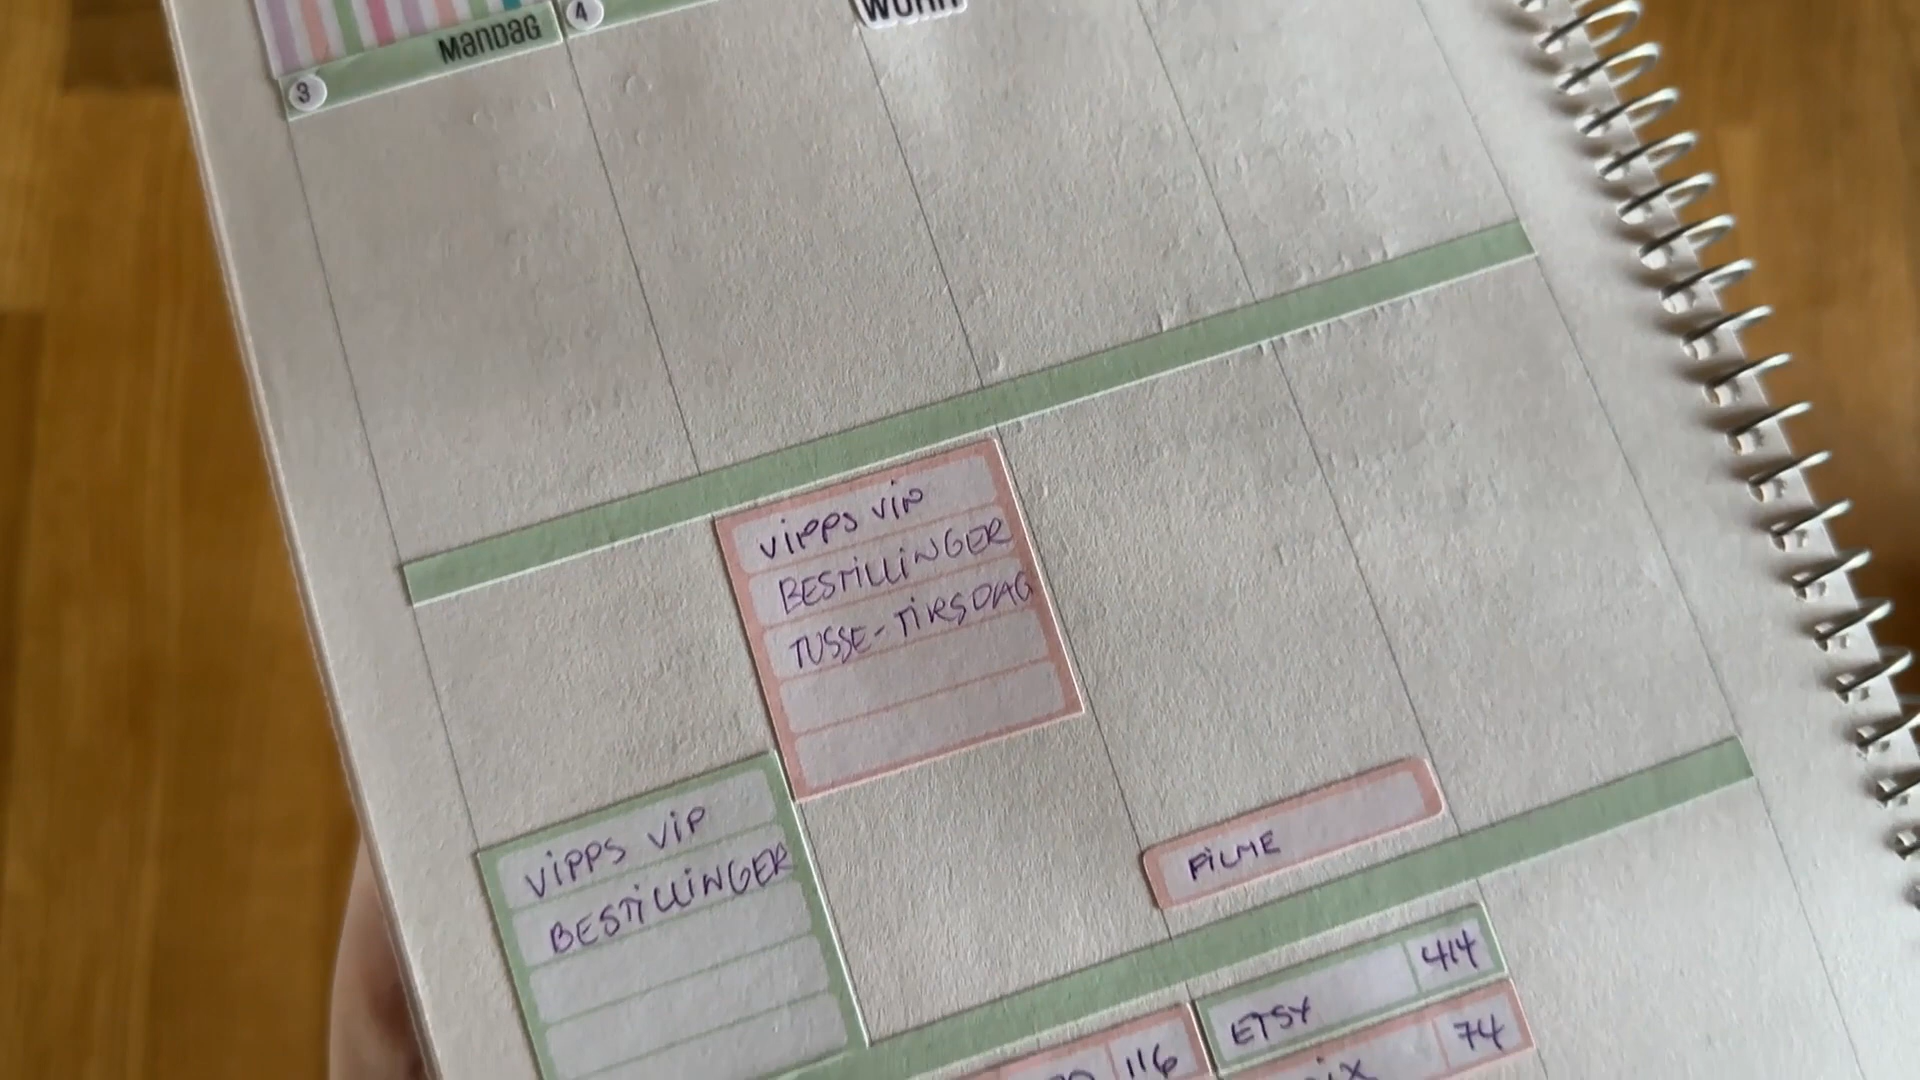 MANDAG
4
3
VIPPS VIP
BESTILLINGER
TUSSE-TIRSDAG
VIPPS VIP
BESTILLINGER
FILME
ETSY 414
74
116